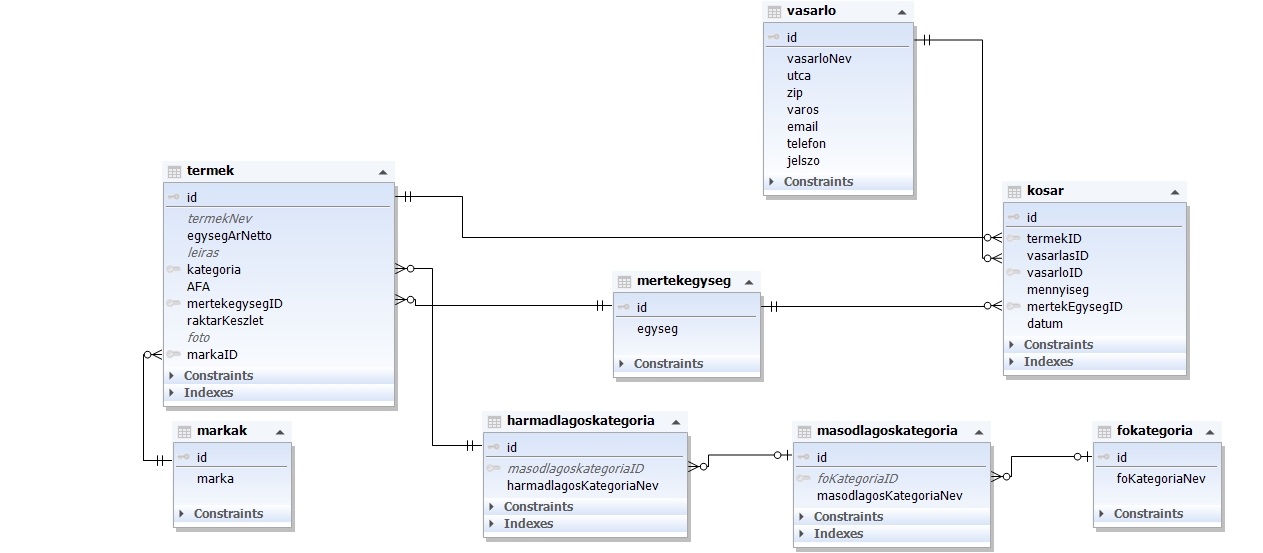 vasarlo
id
vasarloNev
utca
zip
varos
email
telefon
jelszo
Constraints
termek
id
termekNev
egysegArNetto
leiras
kategoria
AFA
mertekegysegID
raktarKeszlet
foto
markaID
Constraints
Indexes
kosar
id
termekID
vasarlasID
vasarloID
mennyiseg
mertekEgysegID
datum
Constraints
Indexes
mertekegyseg
id
egyseg
Constraints
markak
id
marka
Constraints
harmadlagoskategoria
id
masodlagoskategoriaID
harmadlagosKategoriaNev
Constraints
Indexes
masodlagoskategoria
id
foKategoriaID
masodlagosKategoriaNev
Constraints
Indexes
fokategoria
id
foKategoriaNev
Constraints